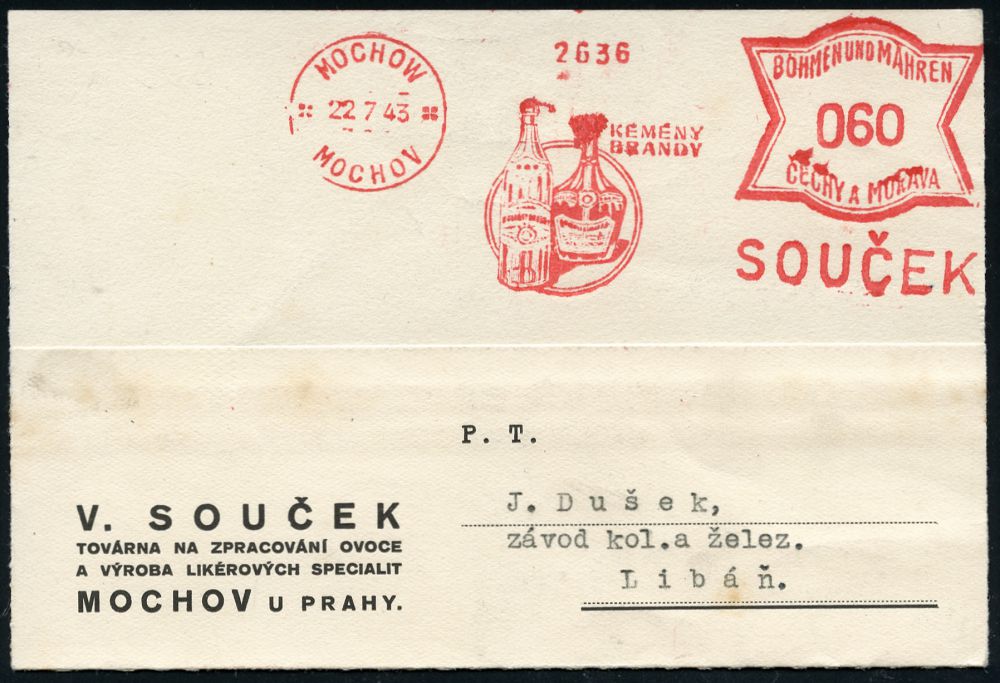 MOCHOW
22 7 43
MOCHOV
2636
KEMÉNY
BRANDY
BÖHMEN UND MÄHREN
060
ČECHY A MORAVA
SOUČEK
P. T.
V. SOUČEK
TOVÁRNA NA ZPRACOVÁNÍ OVOCE
A VÝROBA LIKÉROVÝCH SPECIALIT
MOCHOV U PRAHY.
J. Dušek,
závod kol.a želez.
Libáň.